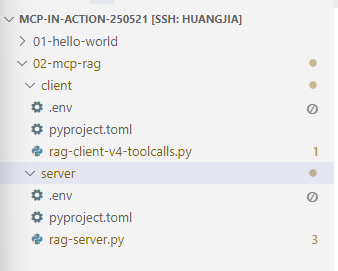 MCP-IN-ACTION-250521 [SSH: HUANGJIA]
01-hello-world
02-mcp-rag
client
.env
pyproject.toml
rag-client-v4-toolcalls.py 1
server
.env
pyproject.toml
rag-server.py 3